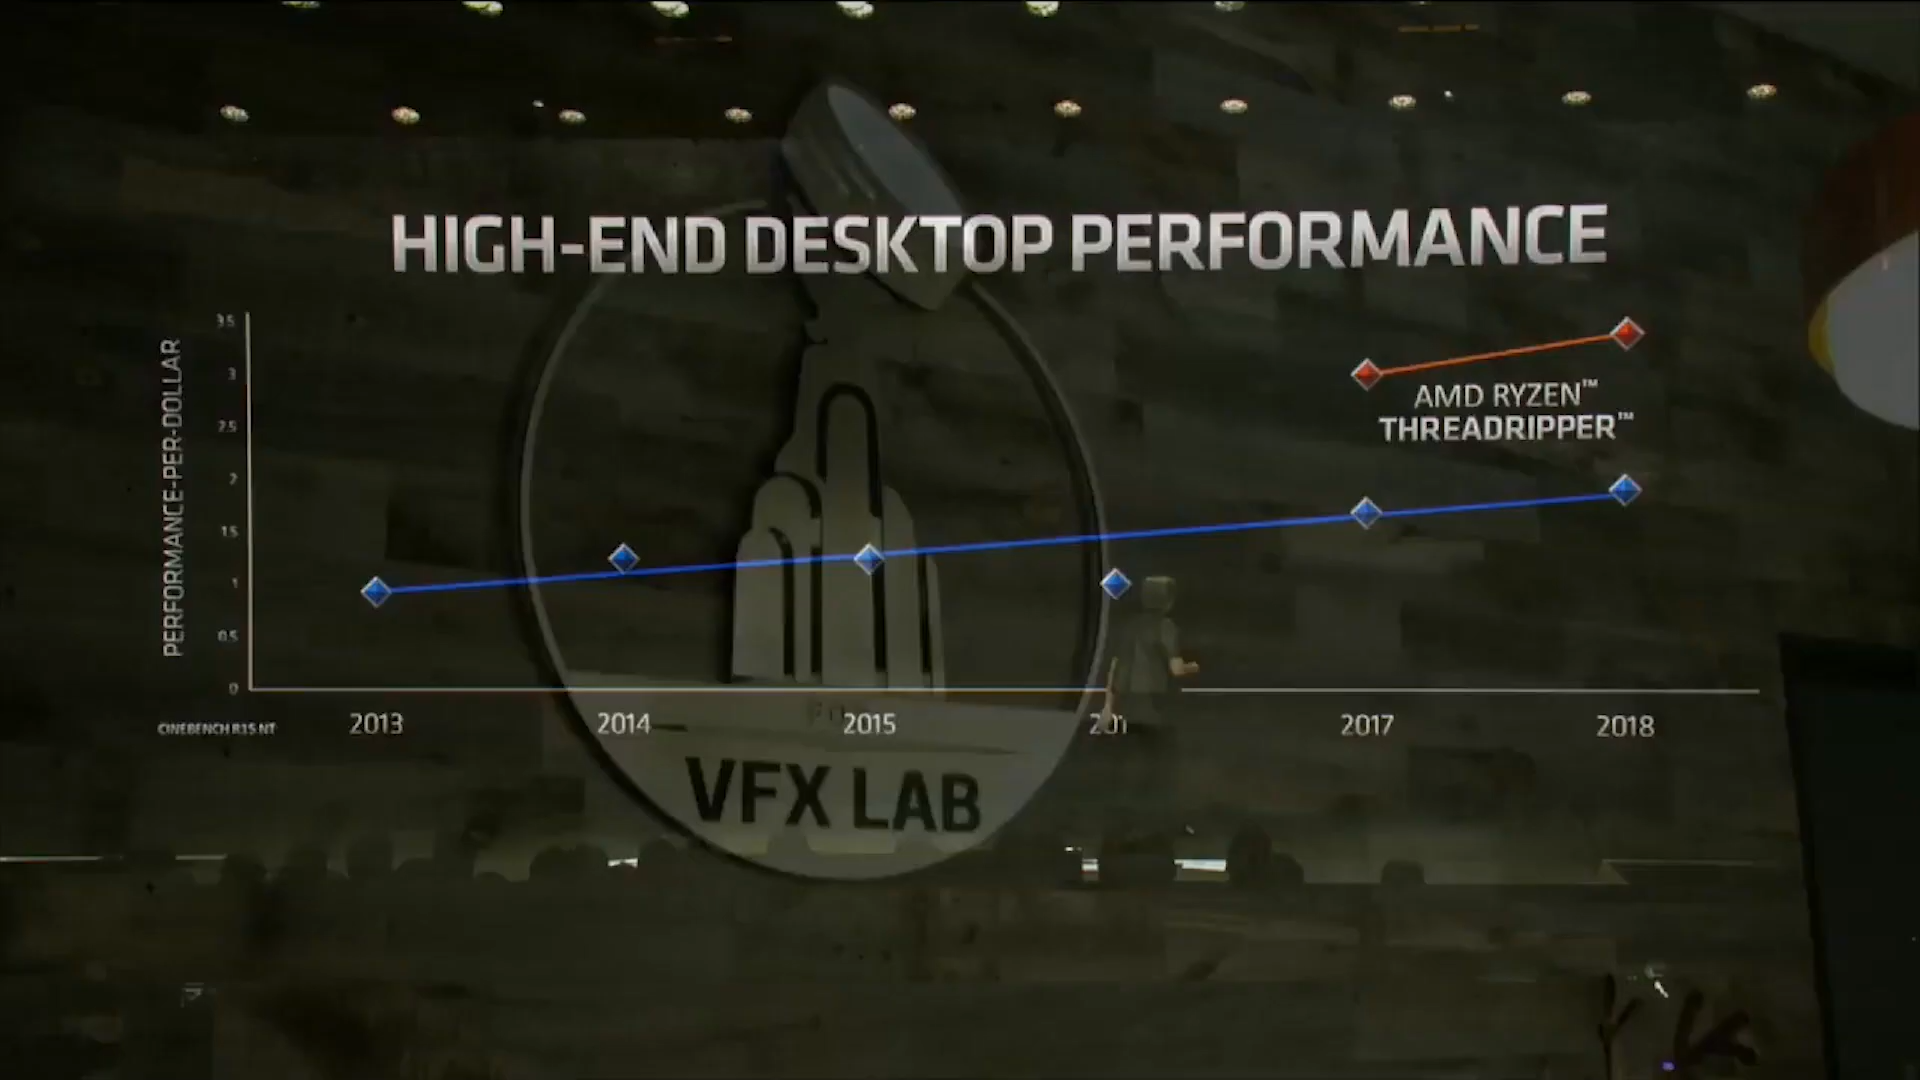 HIGH-END DESKTOP PERFORMANCE
PERFORMANCE-PER-DOLLAR
3.5
3
2.5
2
1.5
1
0.5
0
AMD RYZEN™
THREADRIPPER™
CINEBENCH R15 NT
2013
2014
2015
201
2017
2018
VFX LAB